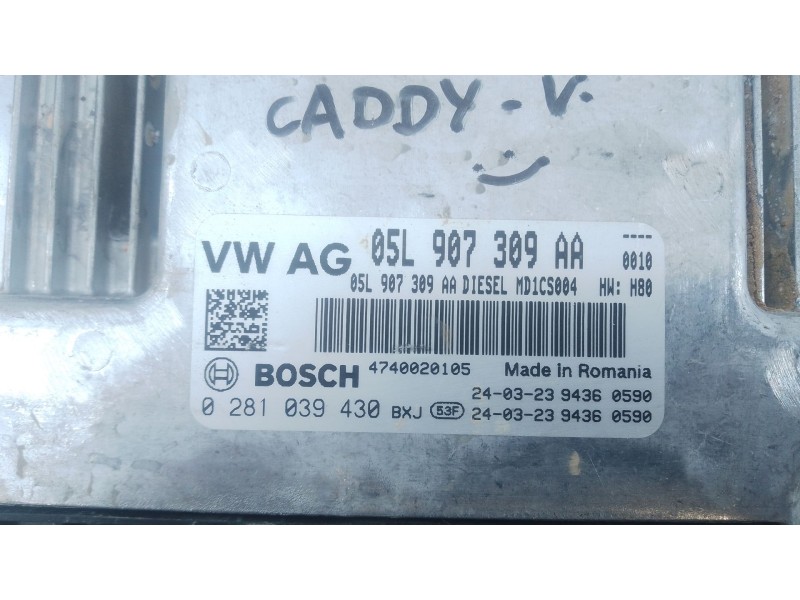 CADDY - V.
VW AG 05L 907 309 AA ----
0010
05L 907 309 AA DIESEL MD1CS004 HW: H80
BOSCH 4740020105 Made in Romania
24-03-23 9436 0590
0 281 039 430 BXJ 53F 24-03-23 9436 0590